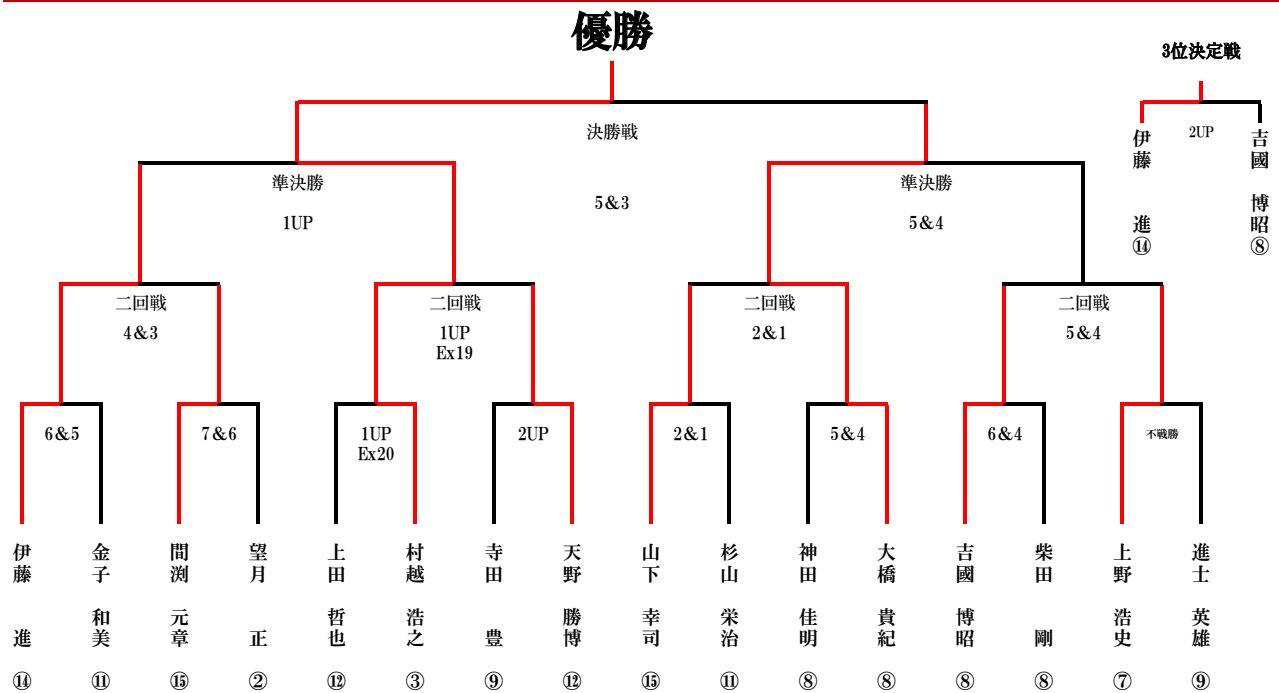 優勝
3位決定戦
2UP
伊藤 進⑭
吉國 博昭⑧
決勝戦
5&3
準決勝
1UP
準決勝
5&4
二回戦
4&3
二回戦
1UP
Ex19
二回戦
2&1
二回戦
5&4
6&5
7&6
1UP
Ex20
2UP
2&1
5&4
6&4
不戦勝
伊藤 進 ⑭
金子 和美 ⑪
間渕 元章 ⑮
望月 正 ②
上田 哲也 ⑫
村越 浩之 ③
寺田 豊 ⑨
天野 勝博 ⑫
山下 幸司 ⑮
杉山 栄治 ⑪
神田 佳明 ⑧
大橋 貴紀 ⑧
吉國 博昭 ⑧
柴田 剛 ⑧
上野 浩史 ⑦
進士 英雄 ⑨